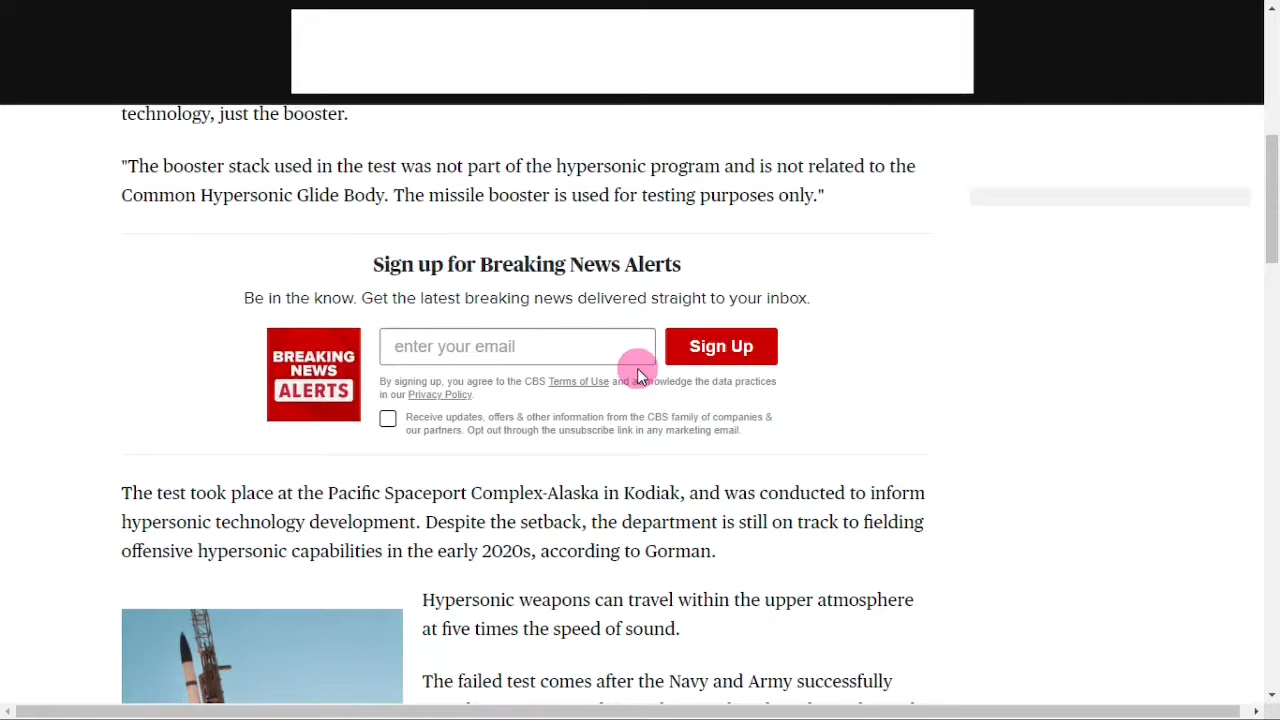 technology, just the booster.
"The booster stack used in the test was not part of the hypersonic program and is not related to the
Common Hypersonic Glide Body. The missile booster is used for testing purposes only."
Sign up for Breaking News Alerts
Be in the know. Get the latest breaking news delivered straight to your inbox.
BREAKING
NEWS
ALERTS
enter your email
Sign Up
By signing up, you agree to the CBS Terms of Use and acknowledge the data practices
in our Privacy Policy.
Receive updates, offers & other information from the CBS family of companies &
our partners. Opt out through the unsubscribe link in any marketing email.
The test took place at the Pacific Spaceport Complex-Alaska in Kodiak, and was conducted to inform
hypersonic technology development. Despite the setback, the department is still on track to fielding
offensive hypersonic capabilities in the early 2020s, according to Gorman.
Hypersonic weapons can travel within the upper atmosphere
at five times the speed of sound.
The failed test comes after the Navy and Army successfully